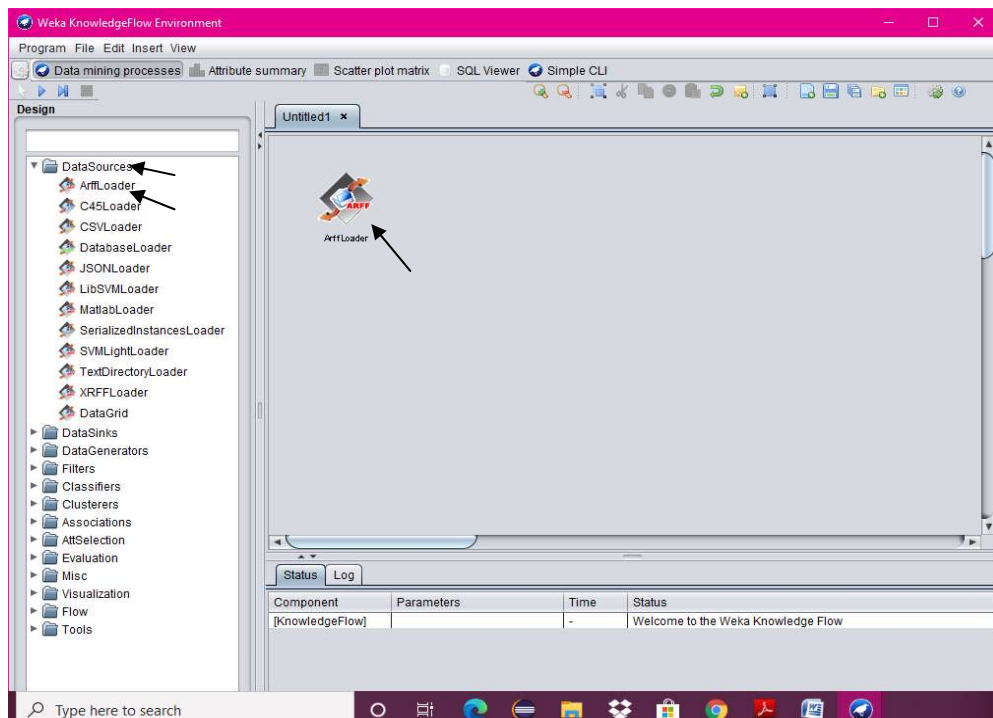 Weka KnowledgeFlow Environment
Program File Edit Insert View
Data mining processes Attribute summary Scatter plot matrix SQL Viewer Simple CLI
Design
Untitled1
DataSources
ArffLoader
C45Loader
CSVLoader
DatabaseLoader
JSONLoader
LibSVMLoader
MatlabLoader
SerializedInstancesLoader
SVMLightLoader
TextDirectoryLoader
XRFFLoader
DataGrid
DataSinks
DataGenerators
Filters
Classifiers
Clusterers
Associations
AttSelection
Evaluation
Misc
Visualization
Flow
Tools
ARFF
ArffLoader
Status Log
Component Parameters Time Status
[KnowledgeFlow] - Welcome to the Weka Knowledge Flow
Type here to search